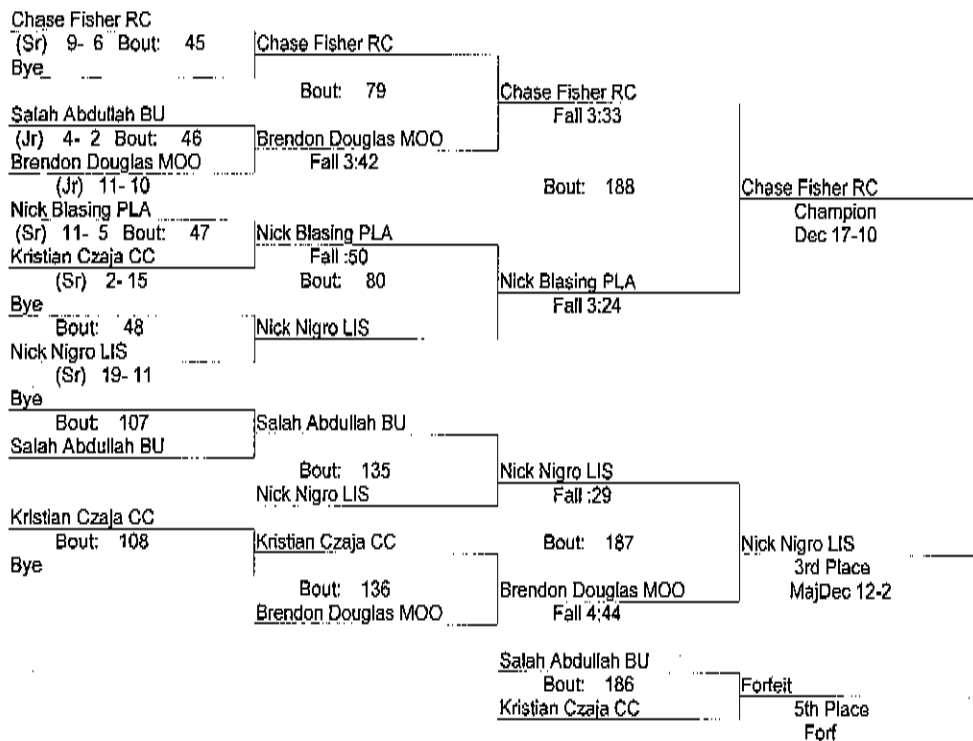 Chase Fisher RC
(Sr) 9- 6 Bout: 45
Bye
Chase Fisher RC
Bout: 79
Salah Abdullah BU
(Jr) 4- 2 Bout: 46
Brendon Douglas MOO
(Jr) 11- 10
Brendon Douglas MOO
Fall 3:42
Chase Fisher RC
Fall 3:33
Bout: 188
Nick Blasing PLA
(Sr) 11- 5 Bout: 47
Kristian Czaja CC
(Sr) 2- 15
Nick Blasing PLA
Fall :50
Bout: 80
Bye
Bout: 48
Nick Nigro LIS
(Sr) 19- 11
Nick Nigro LIS
Nick Blasing PLA
Fall 3:24
Chase Fisher RC
Champion
Dec 17-10
Bye
Bout: 107
Salah Abdullah BU
Salah Abdullah BU
Bout: 135
Nick Nigro LIS
Nick Nigro LIS
Fall :29
Bout: 187
Kristian Czaja CC
Bout: 108
Bye
Kristian Czaja CC
Bout: 136
Brendon Douglas MOO
Brendon Douglas MOO
Fall 4:44
Nick Nigro LIS
3rd Place
MajDec 12-2
Salah Abdullah BU
Bout: 186
Kristian Czaja CC
Forfeit
5th Place
Forf